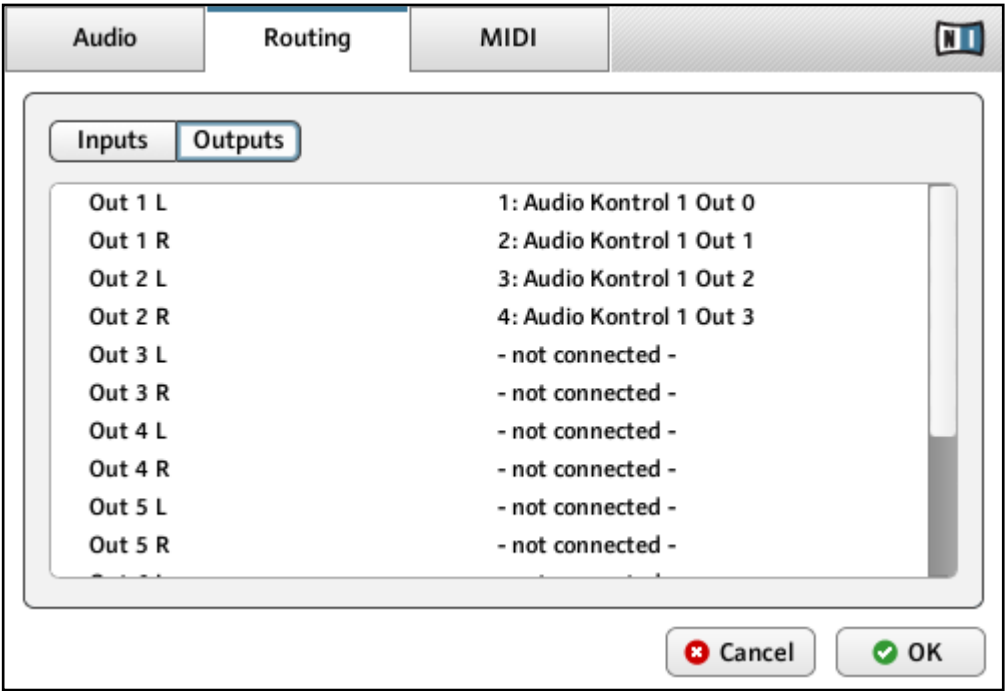 Audio Routing MIDI NI
Inputs Outputs
Out 1 L 1: Audio Kontrol 1 Out 0
Out 1 R 2: Audio Kontrol 1 Out 1
Out 2 L 3: Audio Kontrol 1 Out 2
Out 2 R 4: Audio Kontrol 1 Out 3
Out 3 L - not connected -
Out 3 R - not connected -
Out 4 L - not connected -
Out 4 R - not connected -
Out 5 L - not connected -
Out 5 R - not connected -
Cancel OK